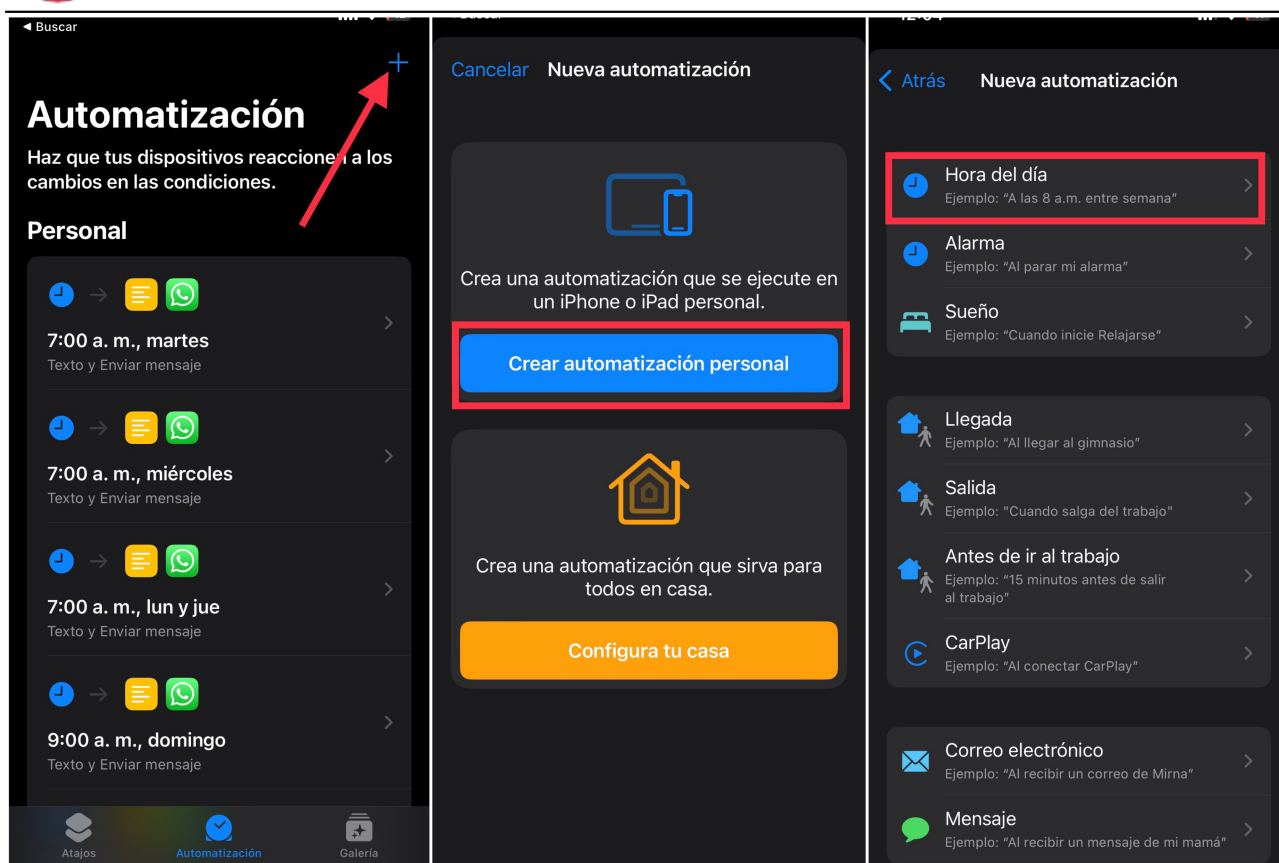 ◀ Buscar
Automatización
Haz que tus dispositivos reaccionen a los
cambios en las condiciones.
Personal
7:00 a. m., martes
Texto y Enviar mensaje
7:00 a. m., miércoles
Texto y Enviar mensaje
7:00 a. m., lun y jue
Texto y Enviar mensaje
9:00 a. m., domingo
Texto y Enviar mensaje
Atajos
Automatización
Galería
Cancelar
Nueva automatización
Crea una automatización que se ejecute en
un iPhone o iPad personal.
Crear automatización personal
Crea una automatización que sirva para
todos en casa.
Configura tu casa
Atrás
Nueva automatización
Hora del día
Ejemplo: “A las 8 a.m. entre semana”
Alarma
Ejemplo: “Al parar mi alarma”
Sueño
Ejemplo: “Cuando inicie Relajarse”
Llegada
Ejemplo: “Al llegar al gimnasio”
Salida
Ejemplo: "Cuando salga del trabajo"
Antes de ir al trabajo
Ejemplo: “15 minutos antes de salir
al trabajo”
CarPlay
Ejemplo: “Al conectar CarPlay”
Correo electrónico
Ejemplo: “Al recibir un correo de Mirna”
Mensaje
Ejemplo: “Al recibir un mensaje de mi mamá”